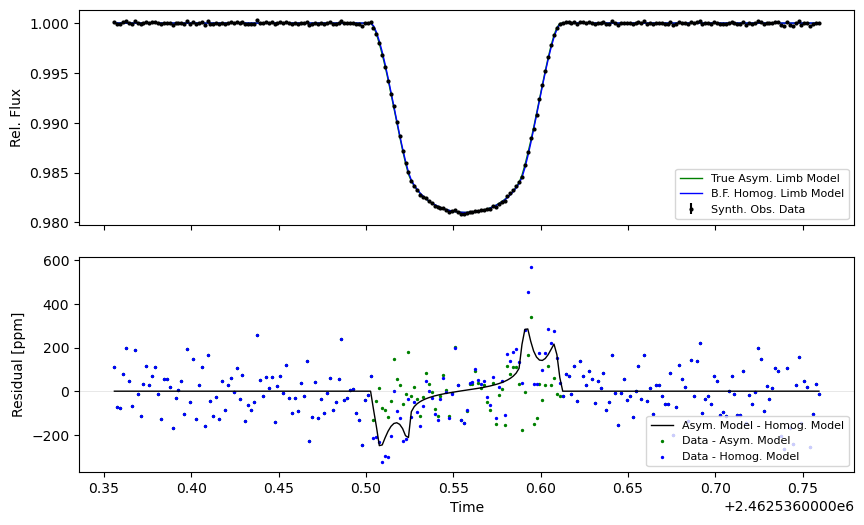 1.000
0.995
0.990
0.985
0.980
Rel. Flux
True Asym. Limb Model
B.F. Homog. Limb Model
Synth. Obs. Data
600
400
200
0
−200
Residual [ppm]
Asym. Model - Homog. Model
Data - Asym. Model
Data - Homog. Model
0.35
0.40
0.45
0.50
0.55
0.60
0.65
0.70
0.75
Time
+2.4625360000e6